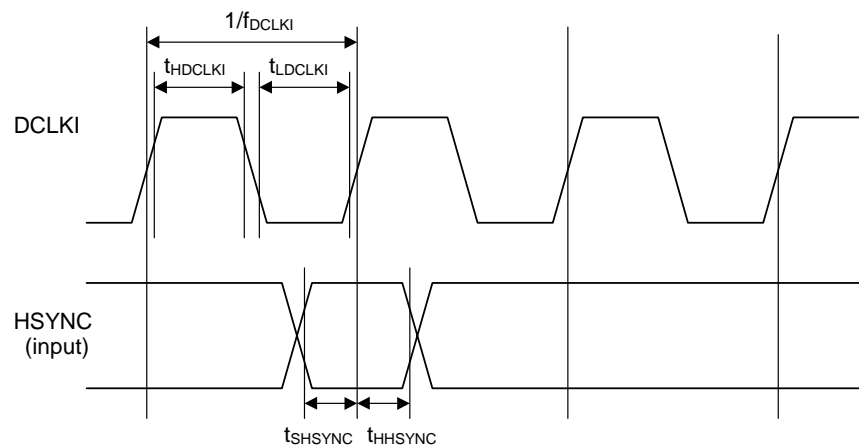 1/fDCLKI
tHDCLKI tLDCLKI
DCLKI
HSYNC
(input)
tSHSYNC tHHSYNC